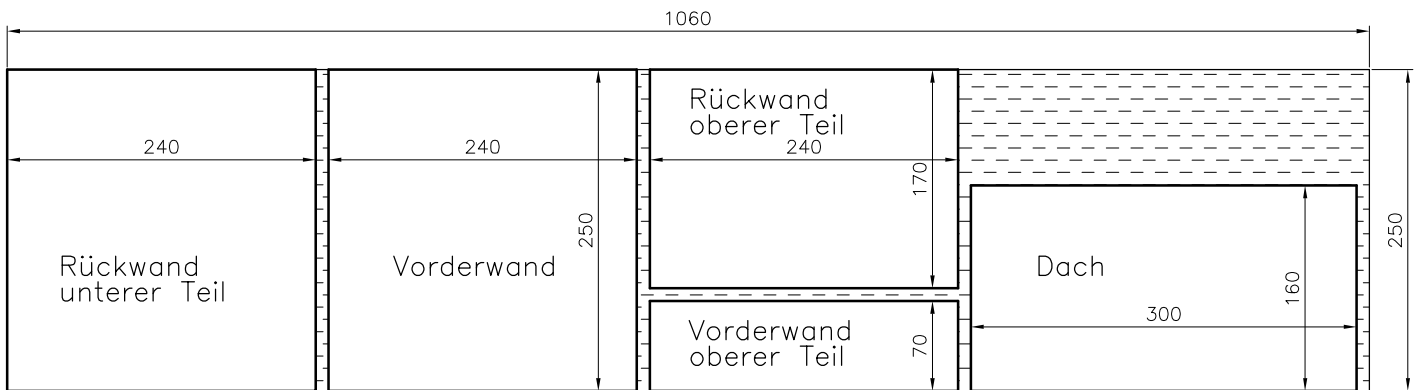 1060
240
240
240
Rückwand
oberer Teil
170
250
250
Rückwand
unterer Teil
Vorderwand
Dach
160
300
Vorderwand
oberer Teil
70